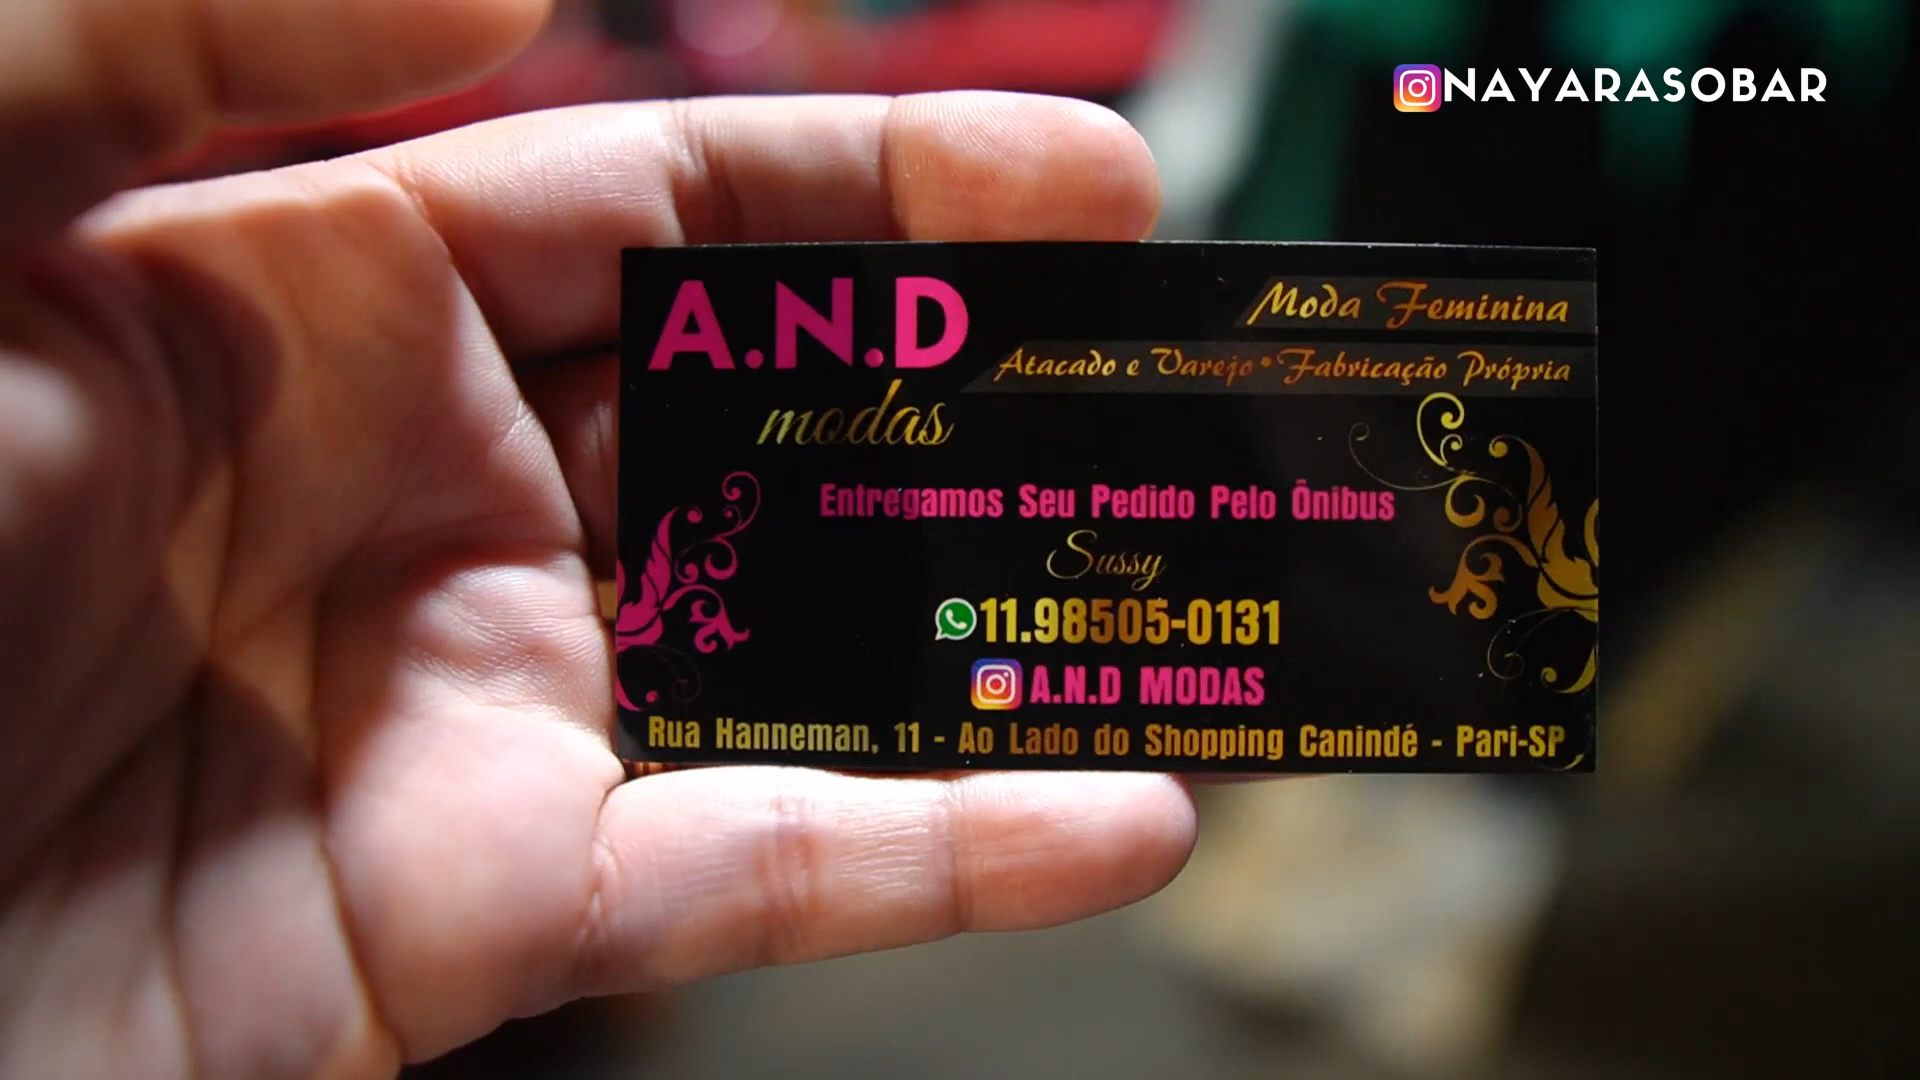 NAYARASOBAR
A.N.D
modas
Moda Feminina
Atacado e Varejo • Fabricação Própria
Entregamos Seu Pedido Pelo Ônibus
Sussy
11.98505-0131
A.N.D MODAS
Rua Hanneman, 11 - Ao Lado do Shopping Canindé - Pari-SP